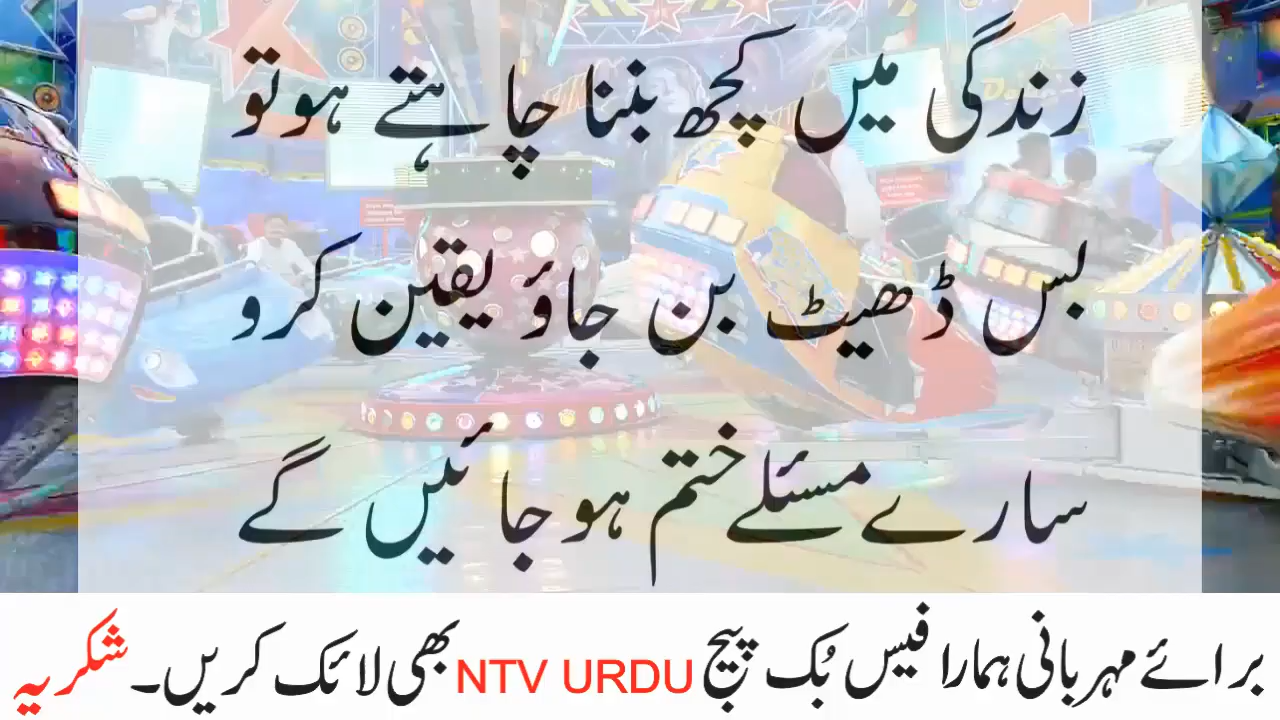 زندگی میں کچھ بننا چاہتے ہو تو
بس ڈھیٹ بن جاؤ یقین کرو
سارے مسئلے ختم ہو جائیں گے
برائے مہربانی ہمارا فیس بُک پیج NTV URDU بھی لائک کریں۔ شکریہ